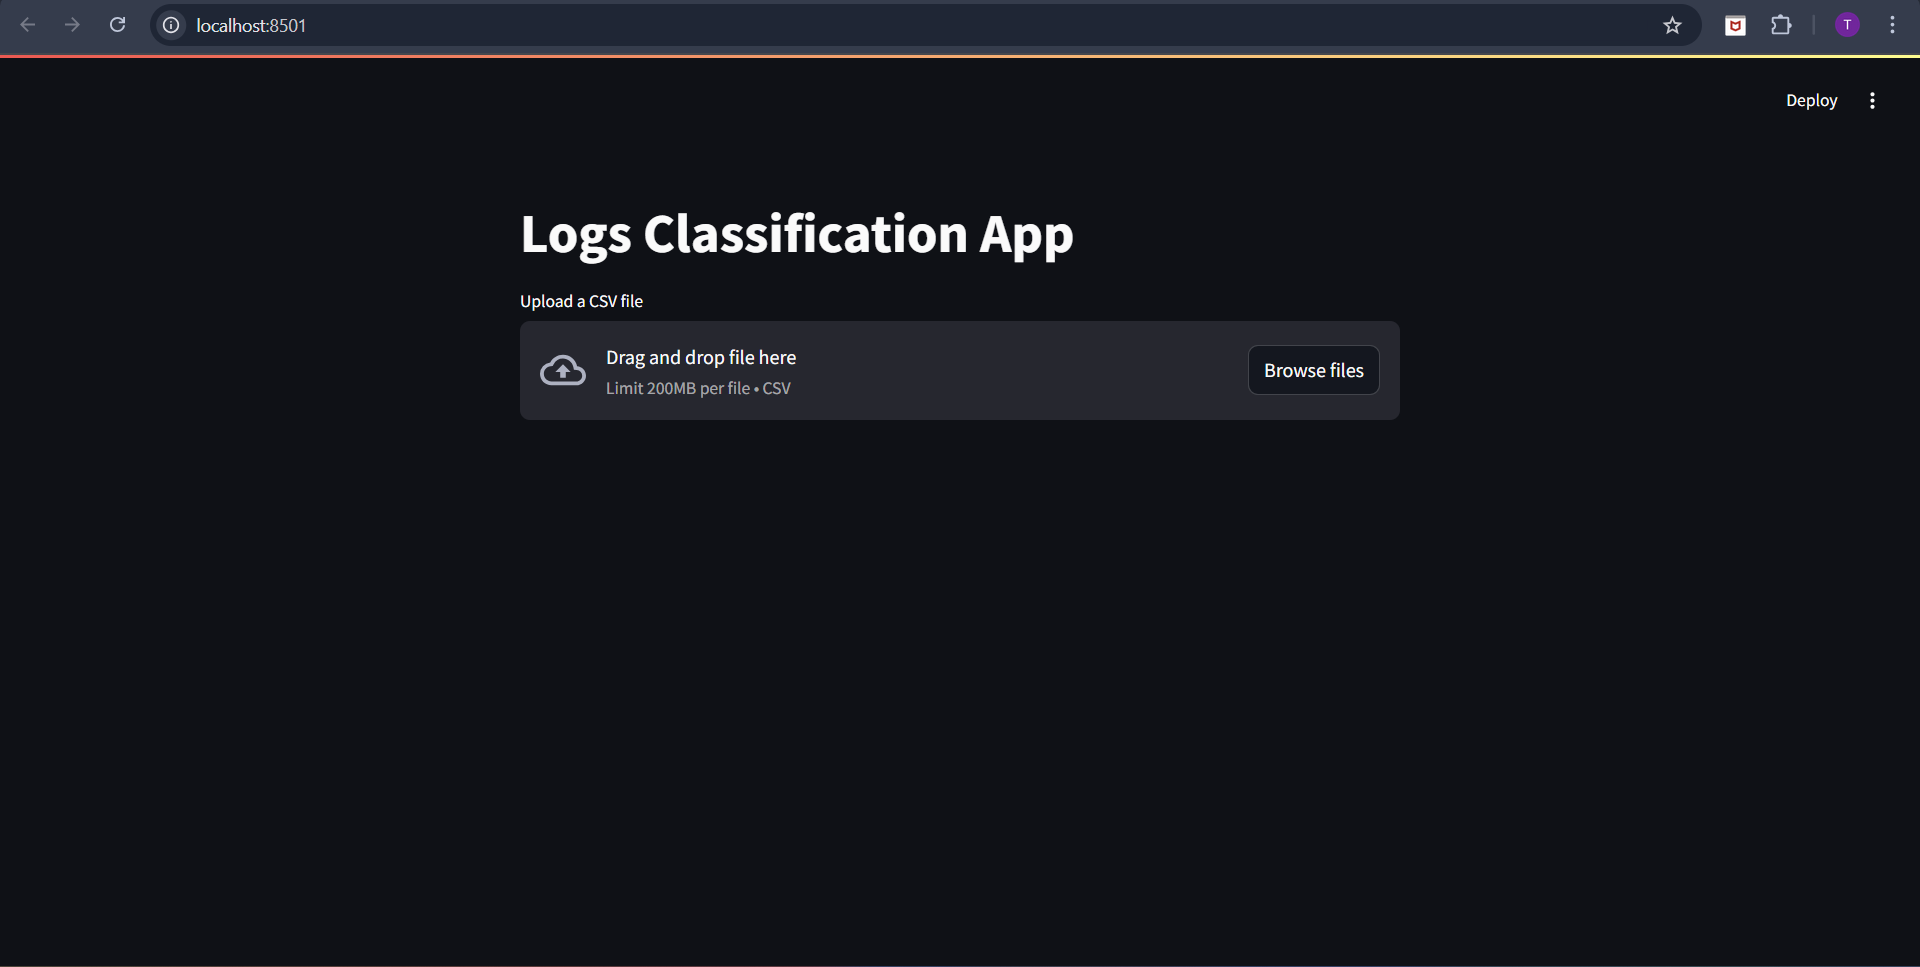 localhost:8501
T
Deploy
Logs Classification App
Upload a CSV file
Drag and drop file here
Limit 200MB per file • CSV
Browse files